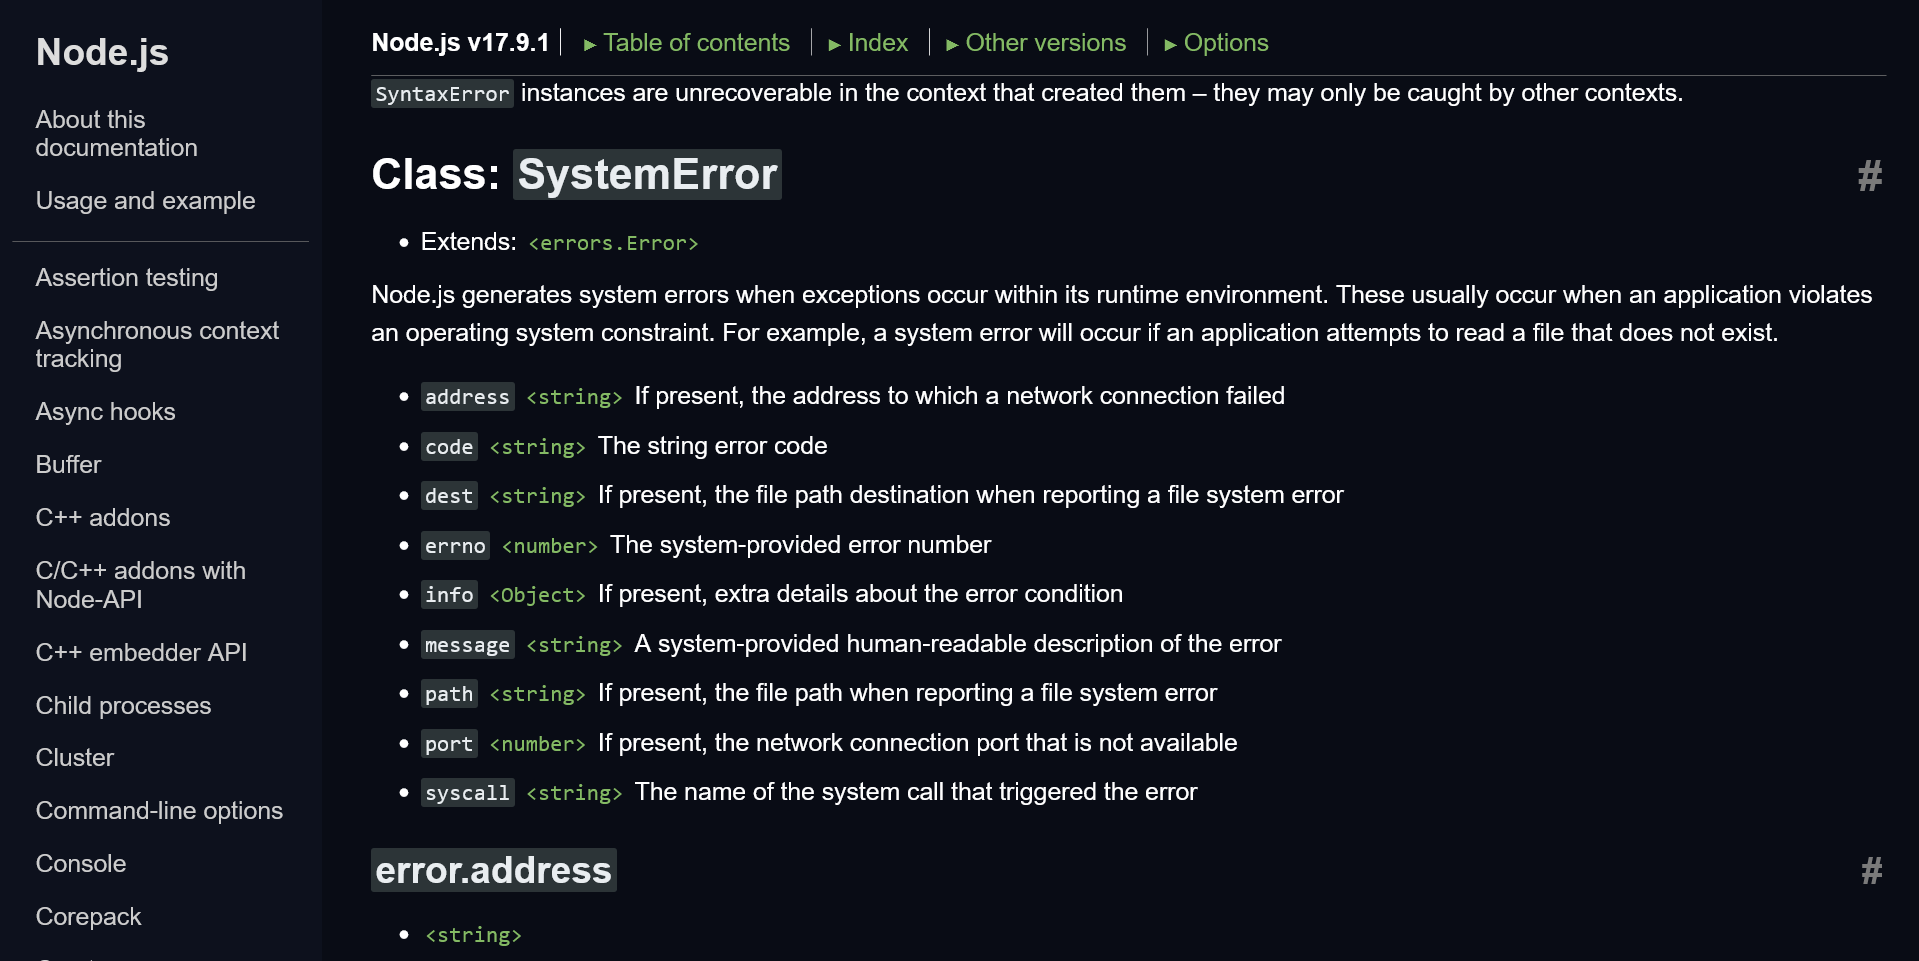 Node.js
About this
documentation
Usage and example
Assertion testing
Asynchronous context
tracking
Async hooks
Buffer
C++ addons
C/C++ addons with
Node-API
C++ embedder API
Child processes
Cluster
Command-line options
Console
Corepack
Node.js v17.9.1 ▸ Table of contents ▸ Index ▸ Other versions ▸ Options
SyntaxError instances are unrecoverable in the context that created them – they may only be caught by other contexts.
Class: SystemError #
• Extends: <errors.Error>
Node.js generates system errors when exceptions occur within its runtime environment. These usually occur when an application violates
an operating system constraint. For example, a system error will occur if an application attempts to read a file that does not exist.
• address <string> If present, the address to which a network connection failed
• code <string> The string error code
• dest <string> If present, the file path destination when reporting a file system error
• errno <number> The system-provided error number
• info <Object> If present, extra details about the error condition
• message <string> A system-provided human-readable description of the error
• path <string> If present, the file path when reporting a file system error
• port <number> If present, the network connection port that is not available
• syscall <string> The name of the system call that triggered the error
error.address #
• <string>